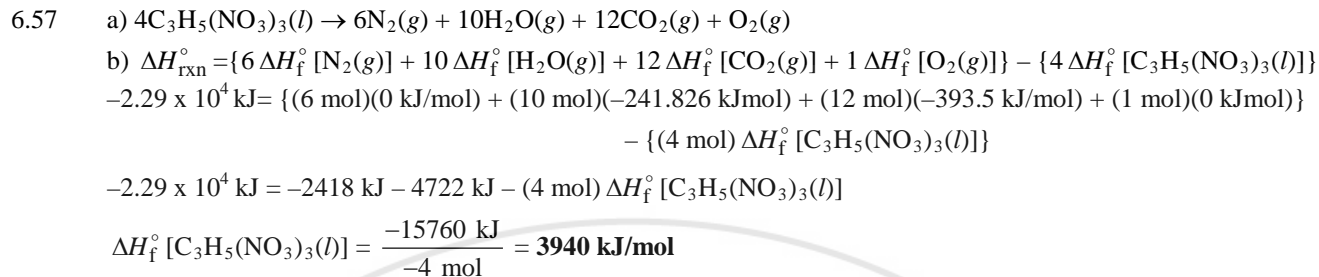 6.57 a) 4C₃H₅(NO₃)₃(l) → 6N₂(g) + 10H₂O(g) + 12CO₂(g) + O₂(g)
b) ΔH°rxn ={6 ΔH°f [N₂(g)] + 10 ΔH°f [H₂O(g)] + 12 ΔH°f [CO₂(g)] + 1 ΔH°f [O₂(g)]} – {4 ΔH°f [C₃H₅(NO₃)₃(l)]}
–2.29 x 10⁴ kJ= {(6 mol)(0 kJ/mol) + (10 mol)(–241.826 kJmol) + (12 mol)(–393.5 kJ/mol) + (1 mol)(0 kJmol)}
– {(4 mol) ΔH°f [C₃H₅(NO₃)₃(l)]}
–2.29 x 10⁴ kJ = –2418 kJ – 4722 kJ – (4 mol) ΔH°f [C₃H₅(NO₃)₃(l)]
ΔH°f [C₃H₅(NO₃)₃(l)] = –15760 kJ / –4 mol = 3940 kJ/mol